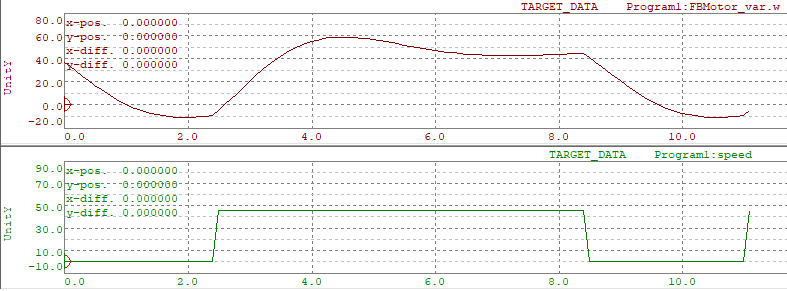 TARGET_DATA Program1:FBMotor_var.w
80.0
x-pos. 0.000000
60.0
y-pos. 0.000000
x-diff. 0.000000
40.0
y-diff. 0.000000
UnitY
20.0
0.0
-20.0
0.0 2.0 4.0 6.0 8.0 10.0
TARGET_DATA Program1:speed
90.0
x-pos. 0.000000
70.0
y-pos. 0.000000
x-diff. 0.000000
50.0
y-diff. 0.000000
UnitY
30.0
10.0
-10.0
0.0 2.0 4.0 6.0 8.0 10.0